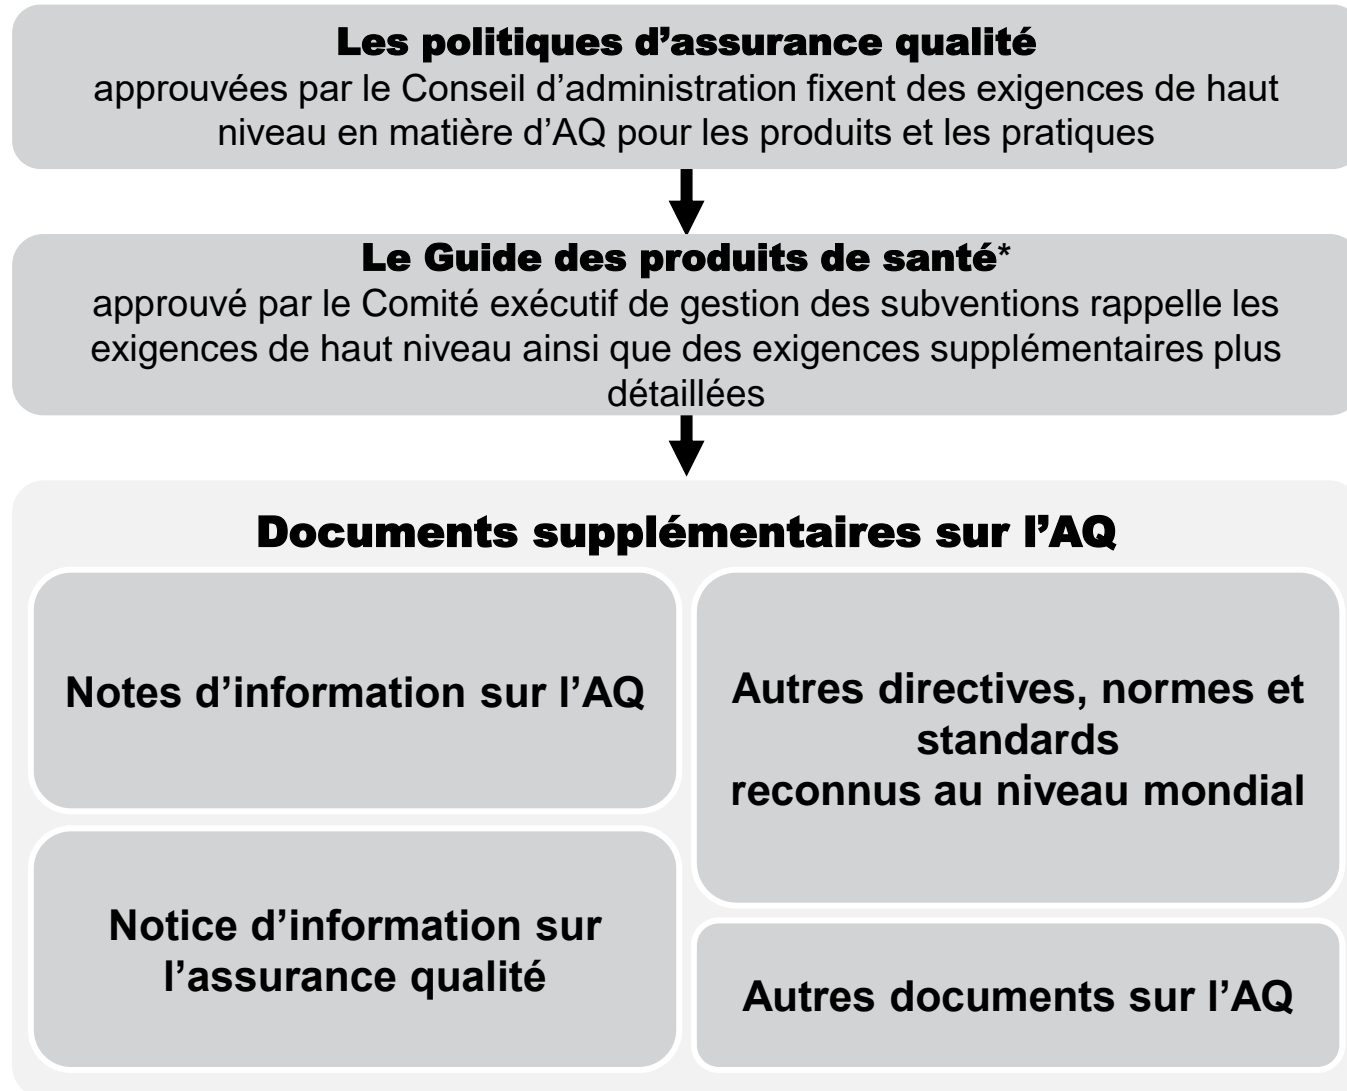 Les politiques d’assurance qualité
approuvées par le Conseil d’administration fixent des exigences de haut
niveau en matière d’AQ pour les produits et les pratiques
Le Guide des produits de santé*
approuvé par le Comité exécutif de gestion des subventions rappelle les
exigences de haut niveau ainsi que des exigences supplémentaires plus
détaillées
Documents supplémentaires sur l’AQ
Notes d’information sur l’AQ
Autres directives, normes et
standards
reconnus au niveau mondial
Notice d’information sur
l’assurance qualité
Autres documents sur l’AQ